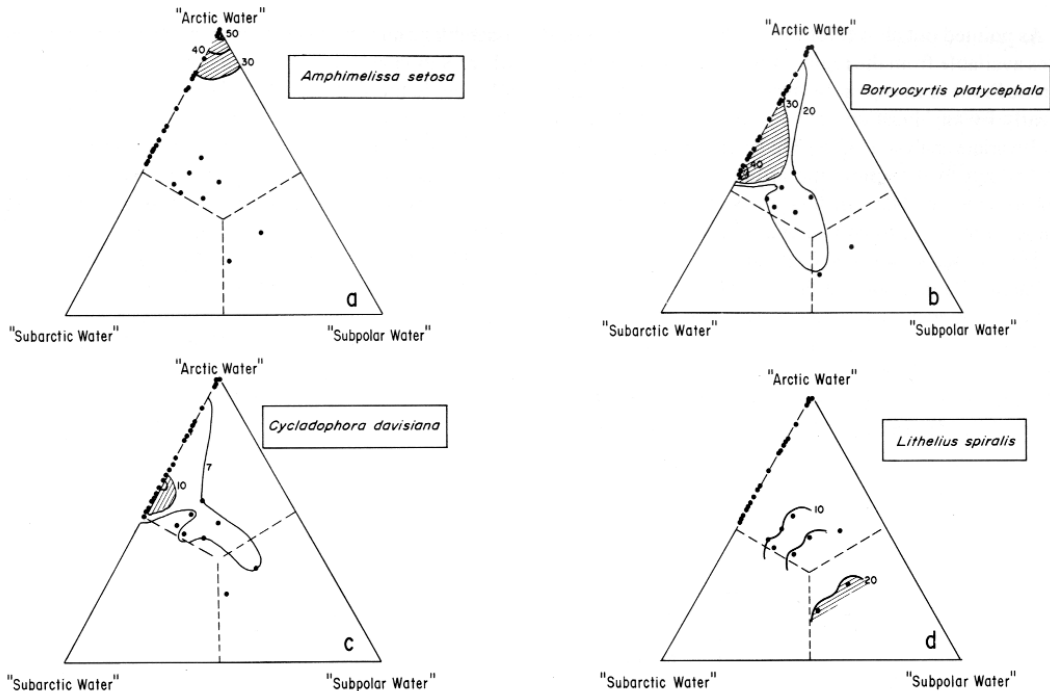 "Arctic Water"
50
40
30
Amphimelissa setosa
a
"Subarctic Water"
"Subpolar Water"
"Arctic Water"
30
20
40
Botryocyrtis platycephala
b
"Subarctic Water"
"Subpolar Water"
"Arctic Water"
Cycladophora davisiana
7
10
c
"Subarctic Water"
"Subpolar Water"
"Arctic Water"
Lithelius spiralis
10
20
d
"Subarctic Water"
"Subpolar Water"